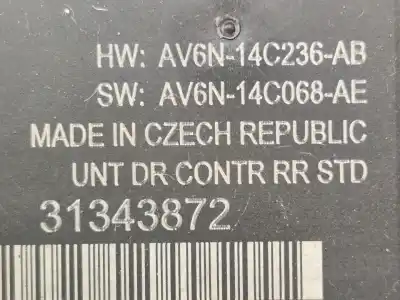 HW: AV6N-14C236-AB
SW: AV6N-14C068-AE
MADE IN CZECH REPUBLIC
UNT DR CONTR RR STD
31343872